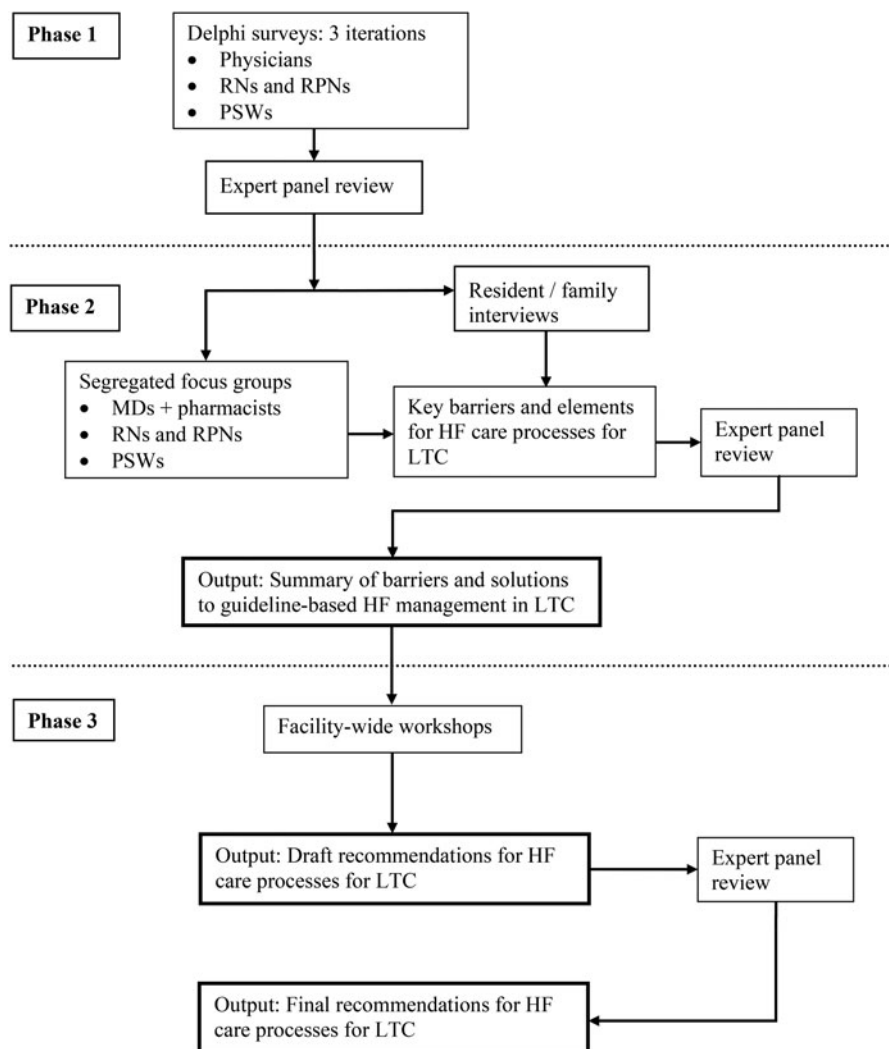 Phase 1
Delphi surveys: 3 iterations
• Physicians
• RNs and RPNs
• PSWs
Expert panel review
Phase 2
Resident / family
interviews
Segregated focus groups
• MDs + pharmacists
• RNs and RPNs
• PSWs
Key barriers and elements
for HF care processes for
LTC
Expert panel
review
Output: Summary of barriers and solutions
to guideline-based HF management in LTC
Phase 3
Facility-wide workshops
Output: Draft recommendations for HF
care processes for LTC
Expert panel
review
Output: Final recommendations for HF
care processes for LTC